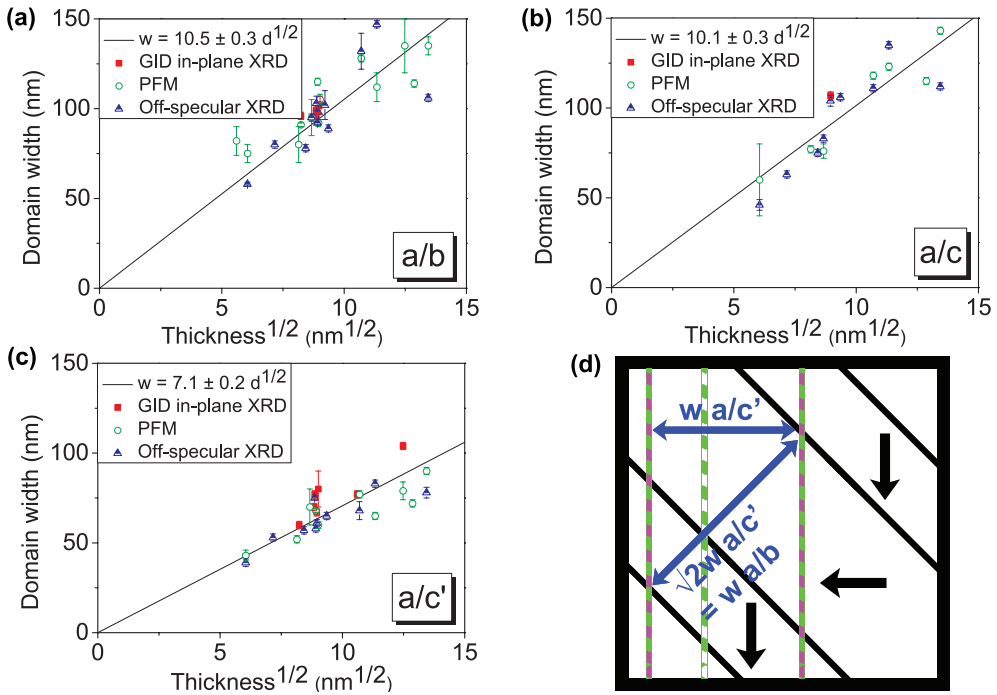 (a)
150
w = 10.5 ± 0.3 d1/2
GID in-plane XRD
PFM
Off-specular XRD
100
50
0
Domain width (nm)
a/b
0 5 10 15
Thickness1/2 (nm1/2)
(b)
150
w = 10.1 ± 0.3 d1/2
GID in-plane XRD
PFM
Off-specular XRD
100
50
0
Domain width (nm)
a/c
0 5 10 15
Thickness1/2 (nm1/2)
(c)
150
w = 7.1 ± 0.2 d1/2
GID in-plane XRD
PFM
Off-specular XRD
100
50
0
Domain width (nm)
a/c'
0 5 10 15
Thickness1/2 (nm1/2)
(d)
w a/c’
√2w a/c’
= w a/b